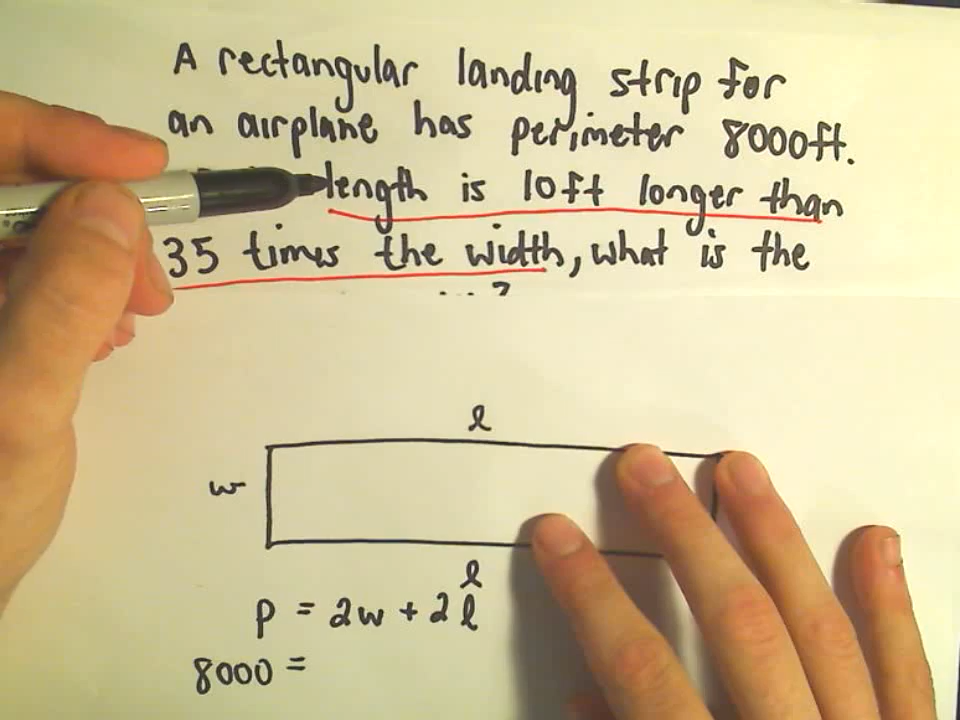 A rectangular landing strip for
an airplane has perimeter 8000ft.
length is 10ft longer than
35 times the width, what is the
?
l
w
l
P = 2w + 2l
8000 =